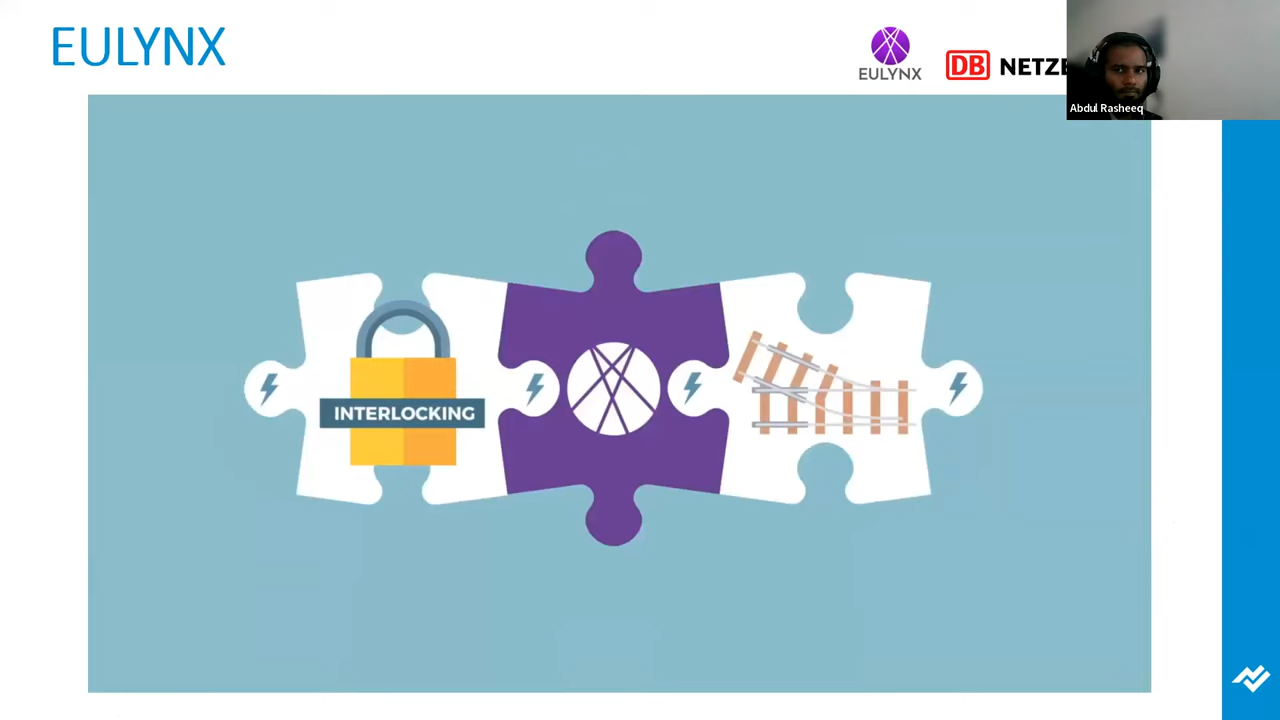 EULYNX
EULYNX
DB NETZE
Abdul Rasheeq
INTERLOCKING